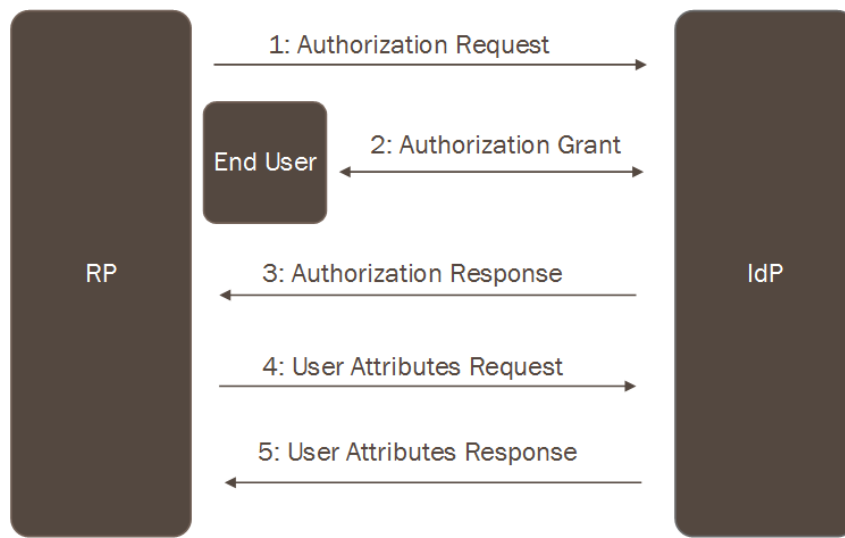 1: Authorization Request
End User
2: Authorization Grant
RP
3: Authorization Response
IdP
4: User Attributes Request
5: User Attributes Response